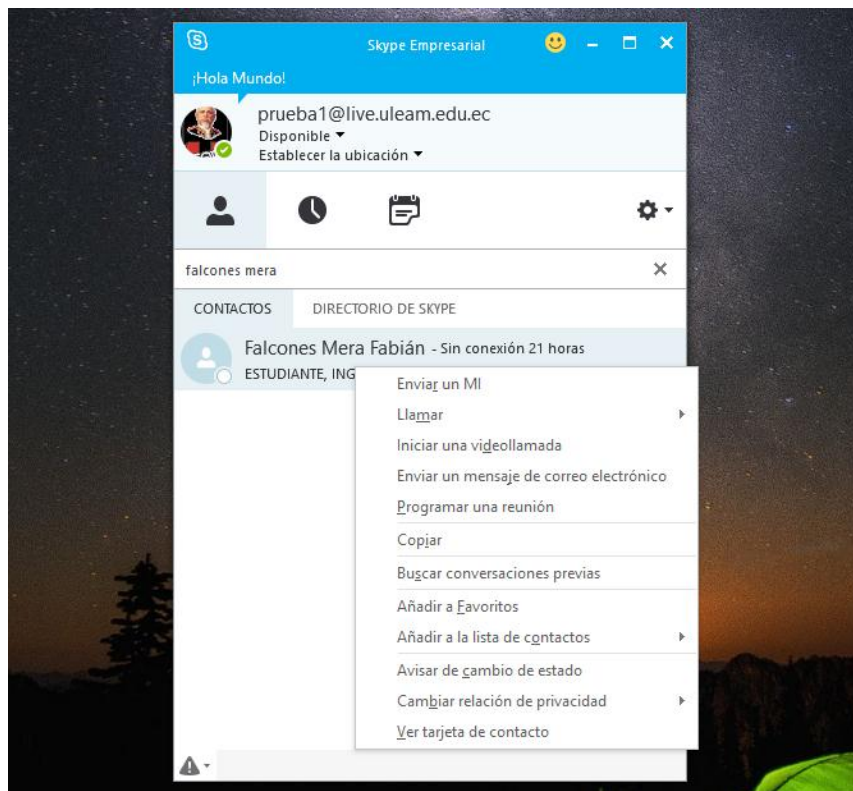 Skype Empresarial
¡Hola Mundo!
prueba1@live.uleam.edu.ec
Disponible
Establecer la ubicación
falcones mera
CONTACTOS DIRECTORIO DE SKYPE
Falcones Mera Fabián - Sin conexión 21 horas
ESTUDIANTE, ING
Enviar un MI
Llamar
Iniciar una videollamada
Enviar un mensaje de correo electrónico
Programar una reunión
Copiar
Buscar conversaciones previas
Añadir a Favoritos
Añadir a la lista de contactos
Avisar de cambio de estado
Cambiar relación de privacidad
Ver tarjeta de contacto